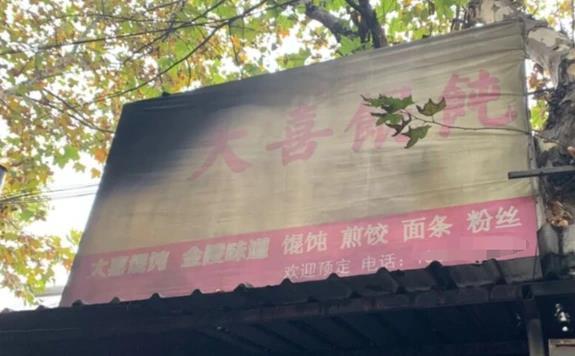 大喜馄饨
大喜馄饨 金陵味道 馄饨 煎饺 面条 粉丝
欢迎预定 电话：